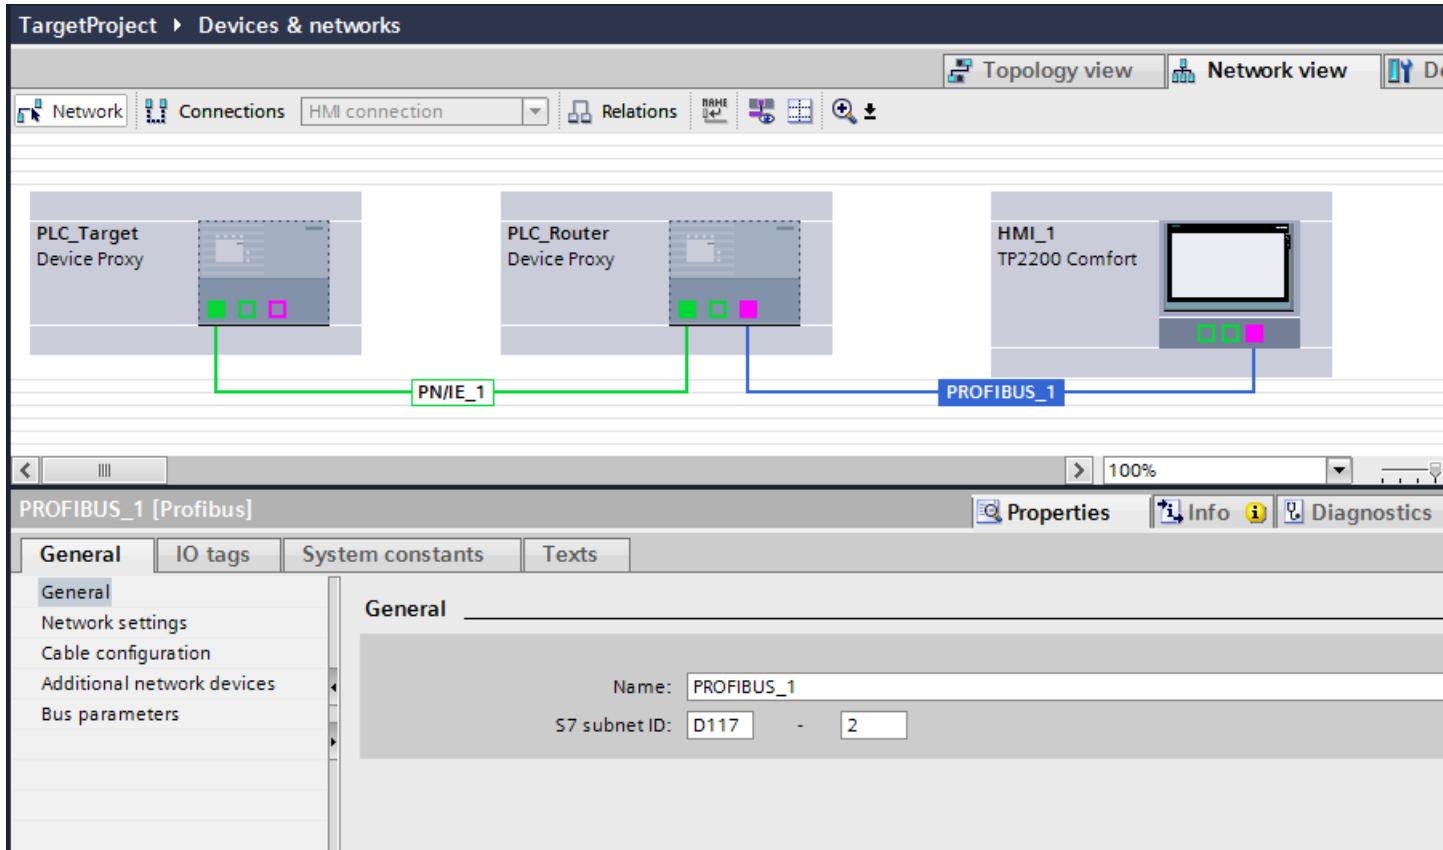 TargetProject Devices & networks
Topology view Network view
Network Connections HMI connection Relations NAME
PLC_Target PLC_Router HMI_1
Device Proxy Device Proxy TP2200 Comfort
PN/IE_1 PROFIBUS_1
100%
PROFIBUS_1 [Profibus] Properties Info Diagnostics
General IO tags System constants Texts
General
General
Network settings
Cable configuration
Additional network devices
Name: PROFIBUS_1
Bus parameters
S7 subnet ID: D117 - 2